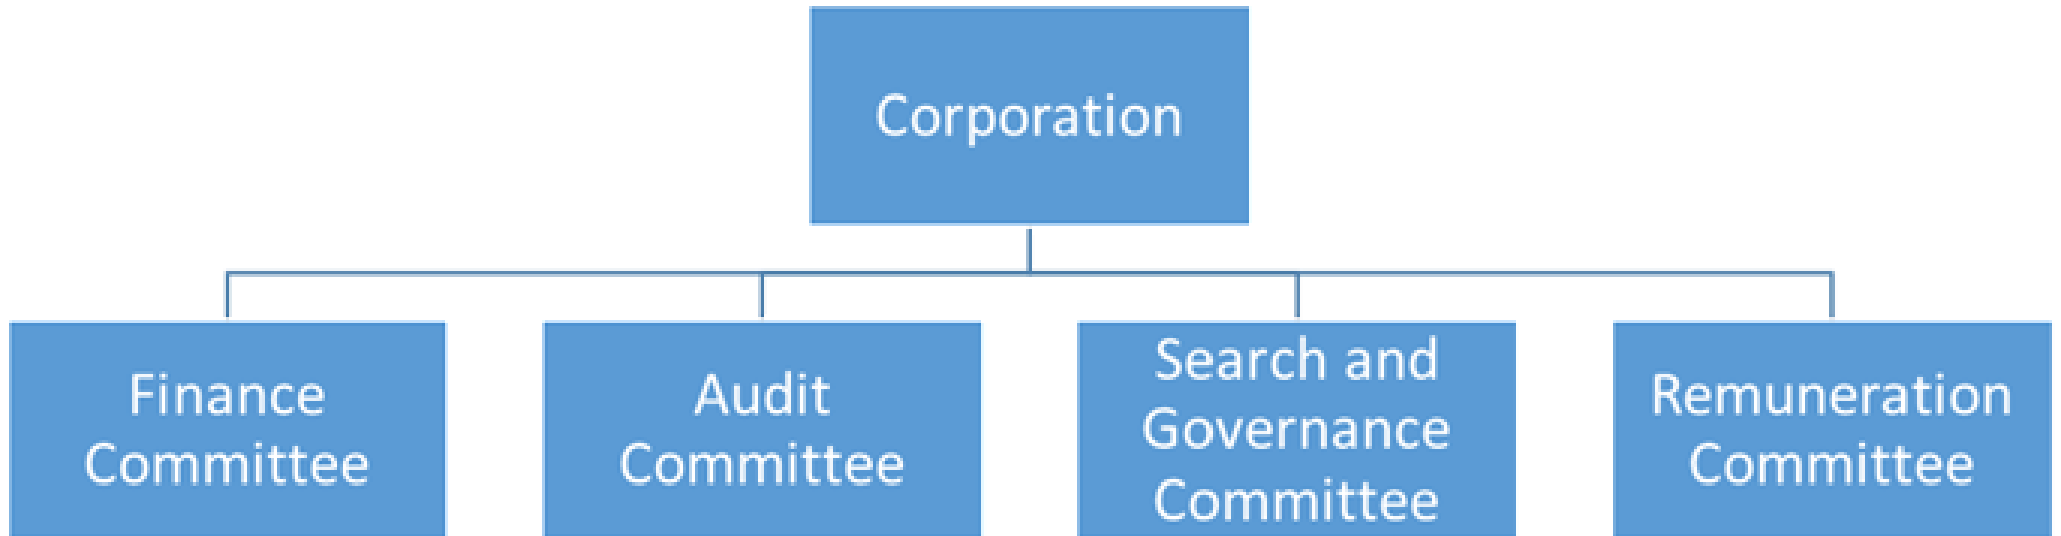 Corporation
Finance
Committee
Audit
Committee
Search and
Governance
Committee
Remuneration
Committee